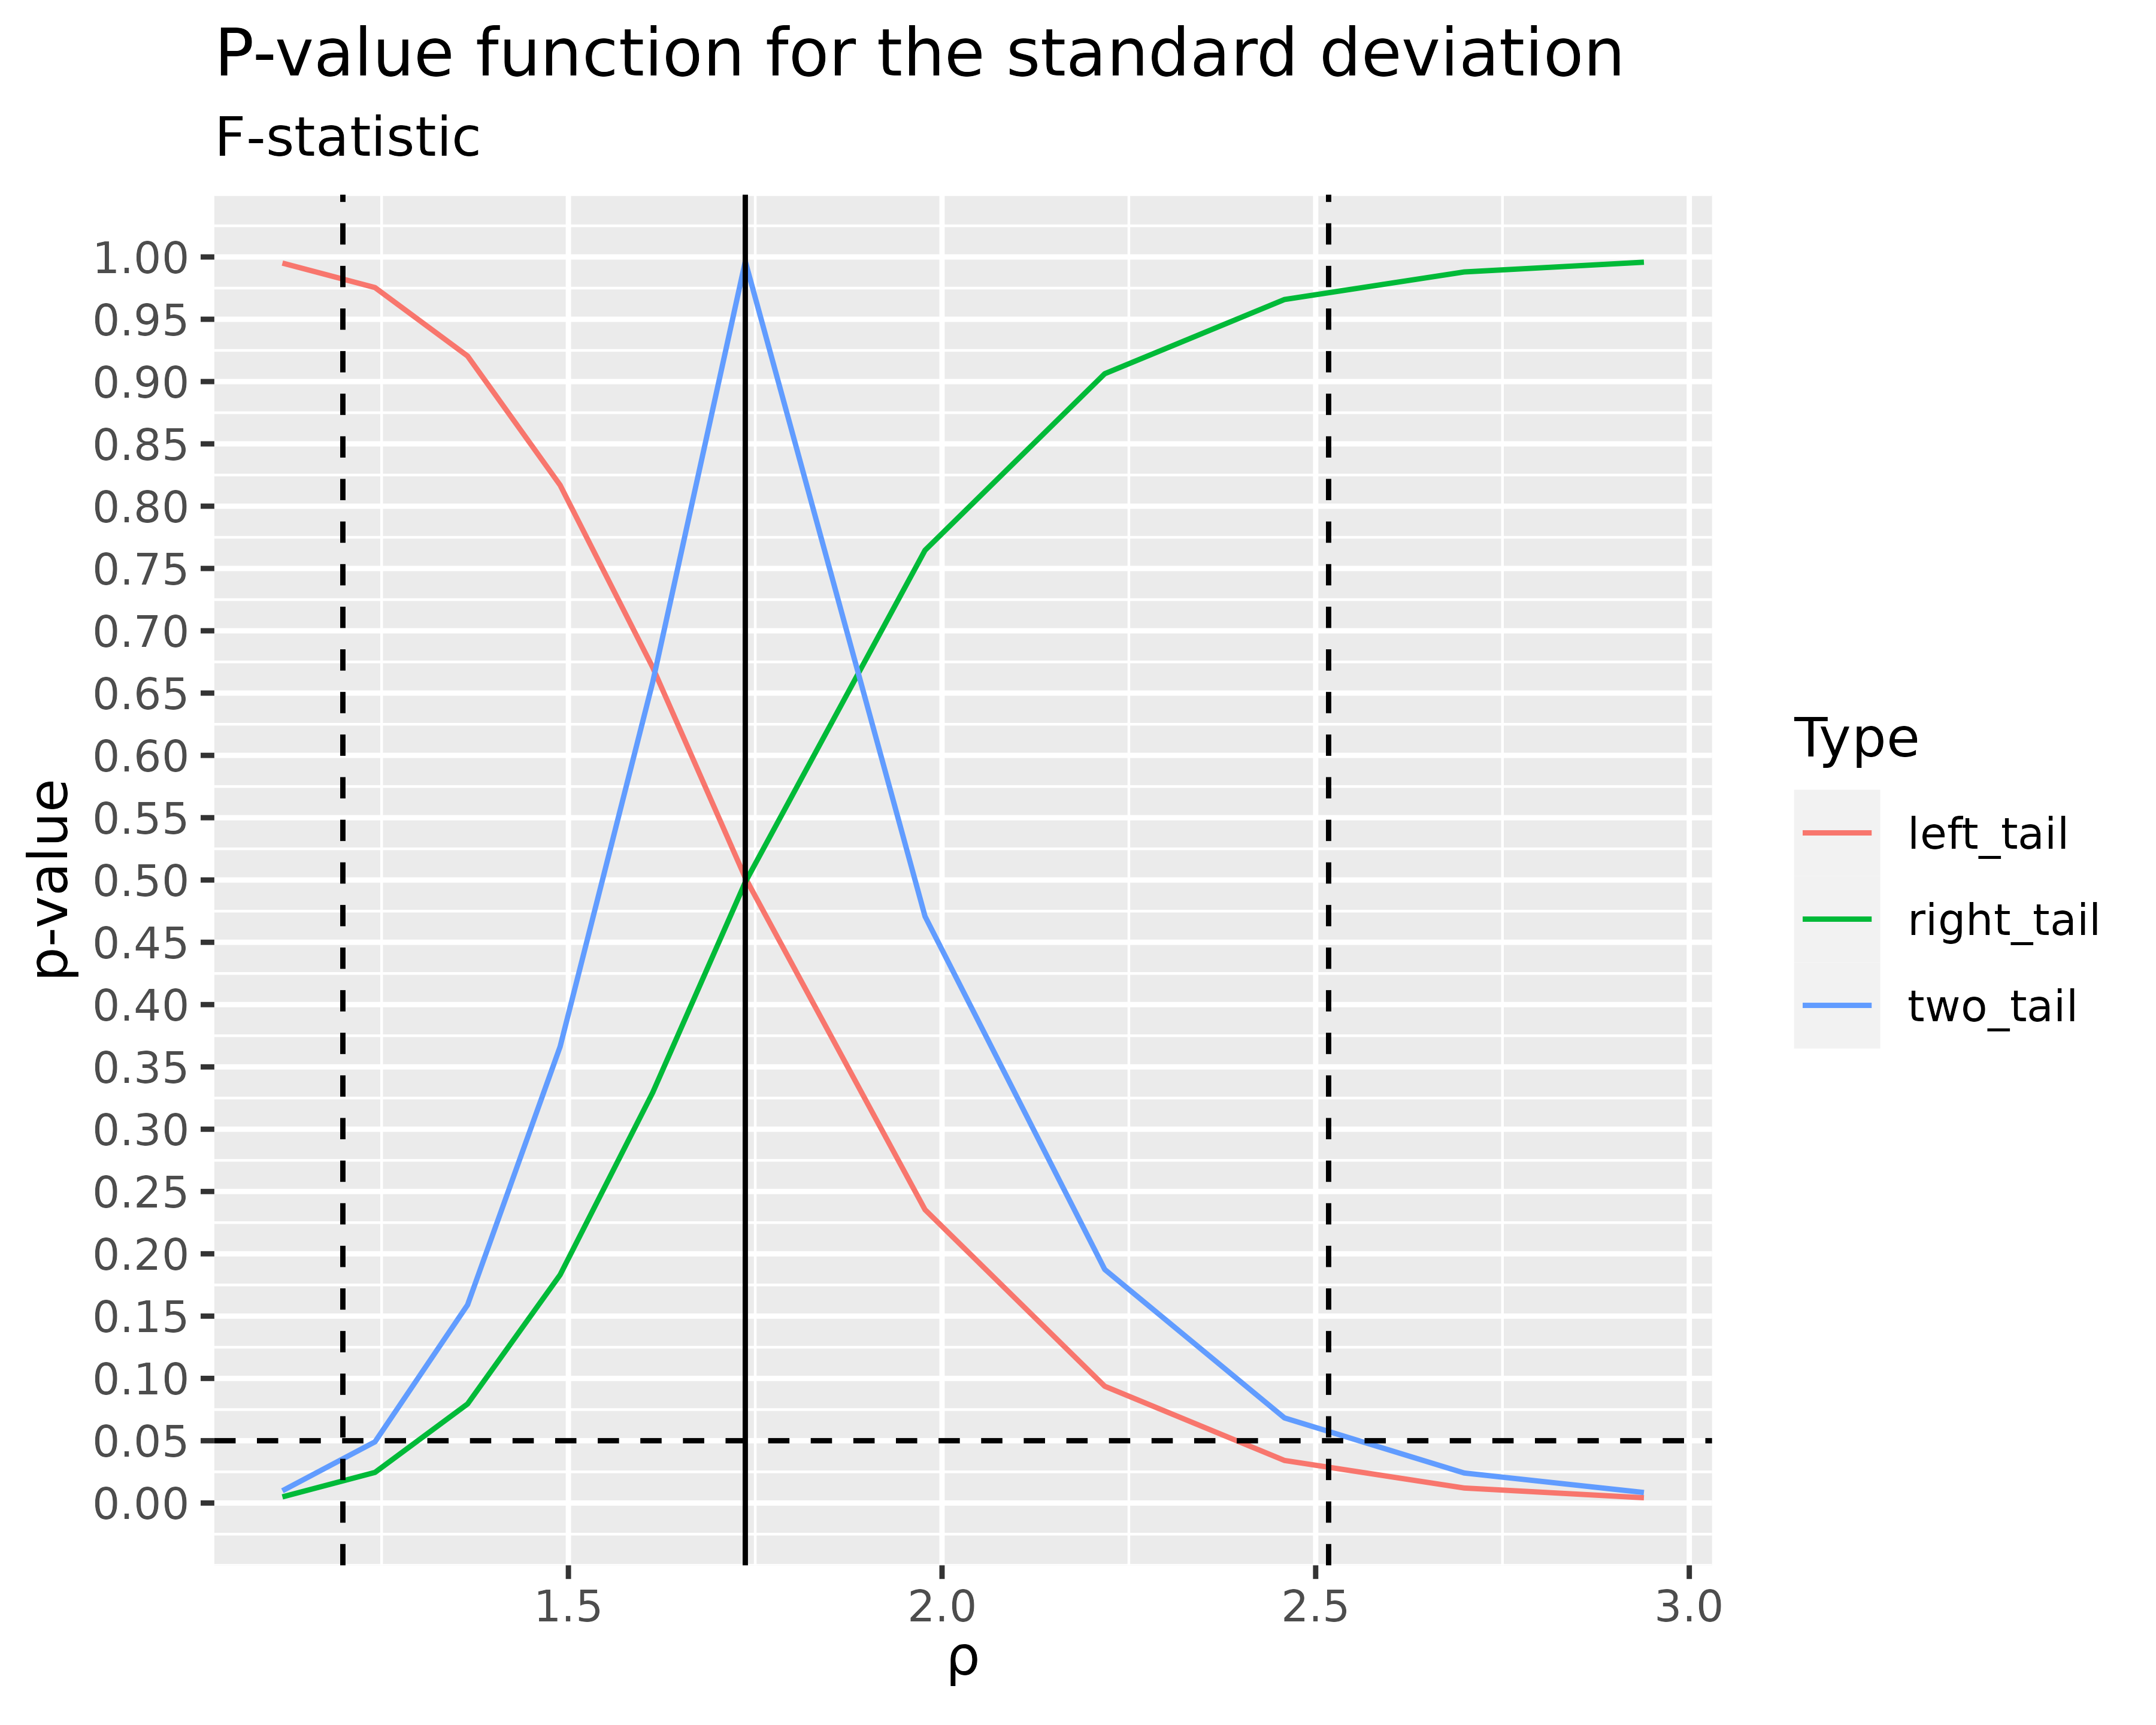 P-value function for the standard deviation
F-statistic
p-value
1.00
0.95
0.90
0.85
0.80
0.75
0.70
0.65
0.60
0.55
0.50
0.45
0.40
0.35
0.30
0.25
0.20
0.15
0.10
0.05
0.00
1.5 2.0 2.5 3.0
ρ
Type
left_tail
right_tail
two_tail